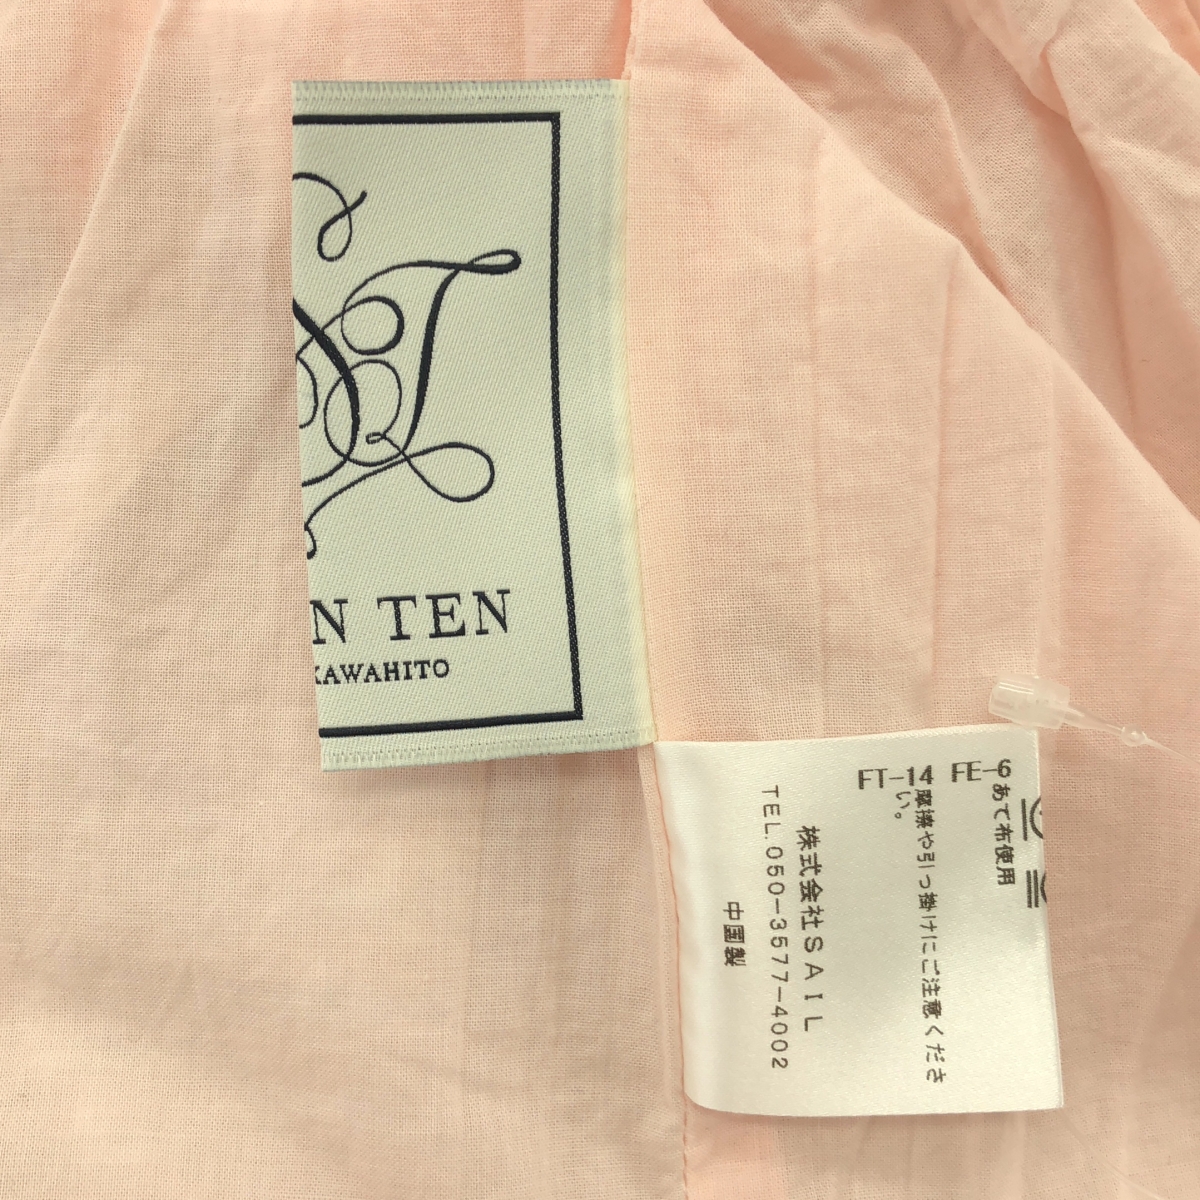 N TEN
KAWAHITO
FT-14 FE-6
あて布使用
摩擦や引っ掛けにご注意くださ
い。
株式会社SAIL
TEL.050-3577-4002
中国製